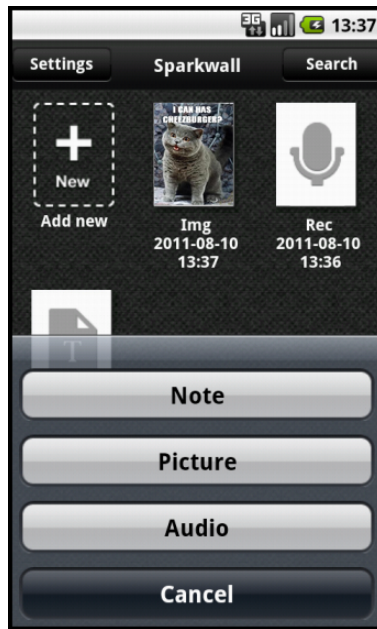 3G 13:37
Settings Sparkwall Search
I CAN HAS
CHEEZBURGER?
New
Add new
Img
2011-08-10
13:37
Rec
2011-08-10
13:36
T
Note
Picture
Audio
Cancel